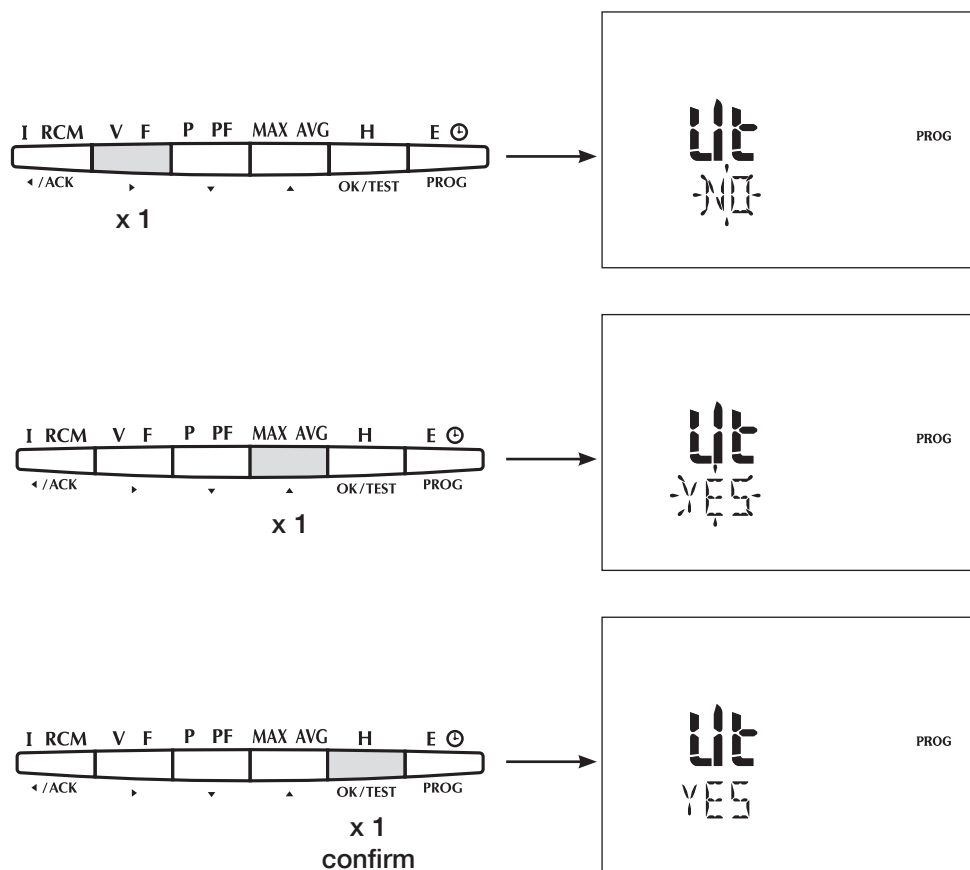 I RCM V F P PF MAX AVG H E
/ACK OK/TEST PROG
x 1
Ut PROG
NO
I RCM V F P PF MAX AVG H E
/ACK OK/TEST PROG
x 1
Ut PROG
YES
I RCM V F P PF MAX AVG H E
/ACK OK/TEST PROG
x 1
confirm
Ut PROG
YES